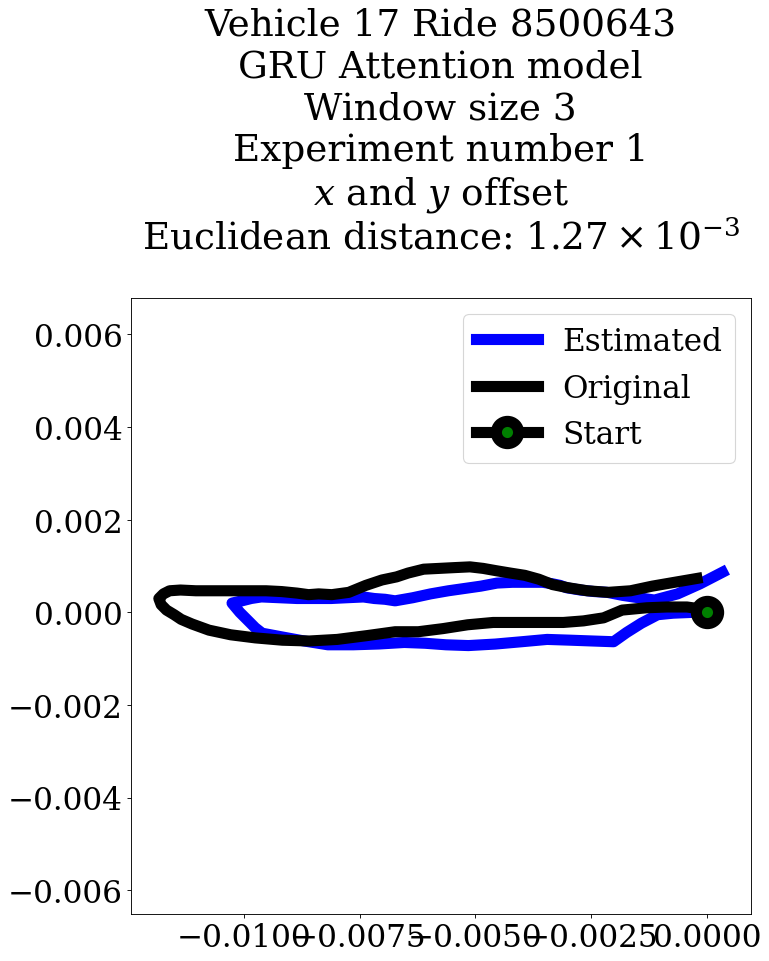 Vehicle 17 Ride 8500643
GRU Attention model
Window size 3
Experiment number 1
x and y offset
Euclidean distance: 1.27 × 10⁻³
Estimated
Original
Start
0.006
0.004
0.002
0.000
−0.002
−0.004
−0.006
−0.0100 −0.0075 −0.0050 −0.0025 0.0000